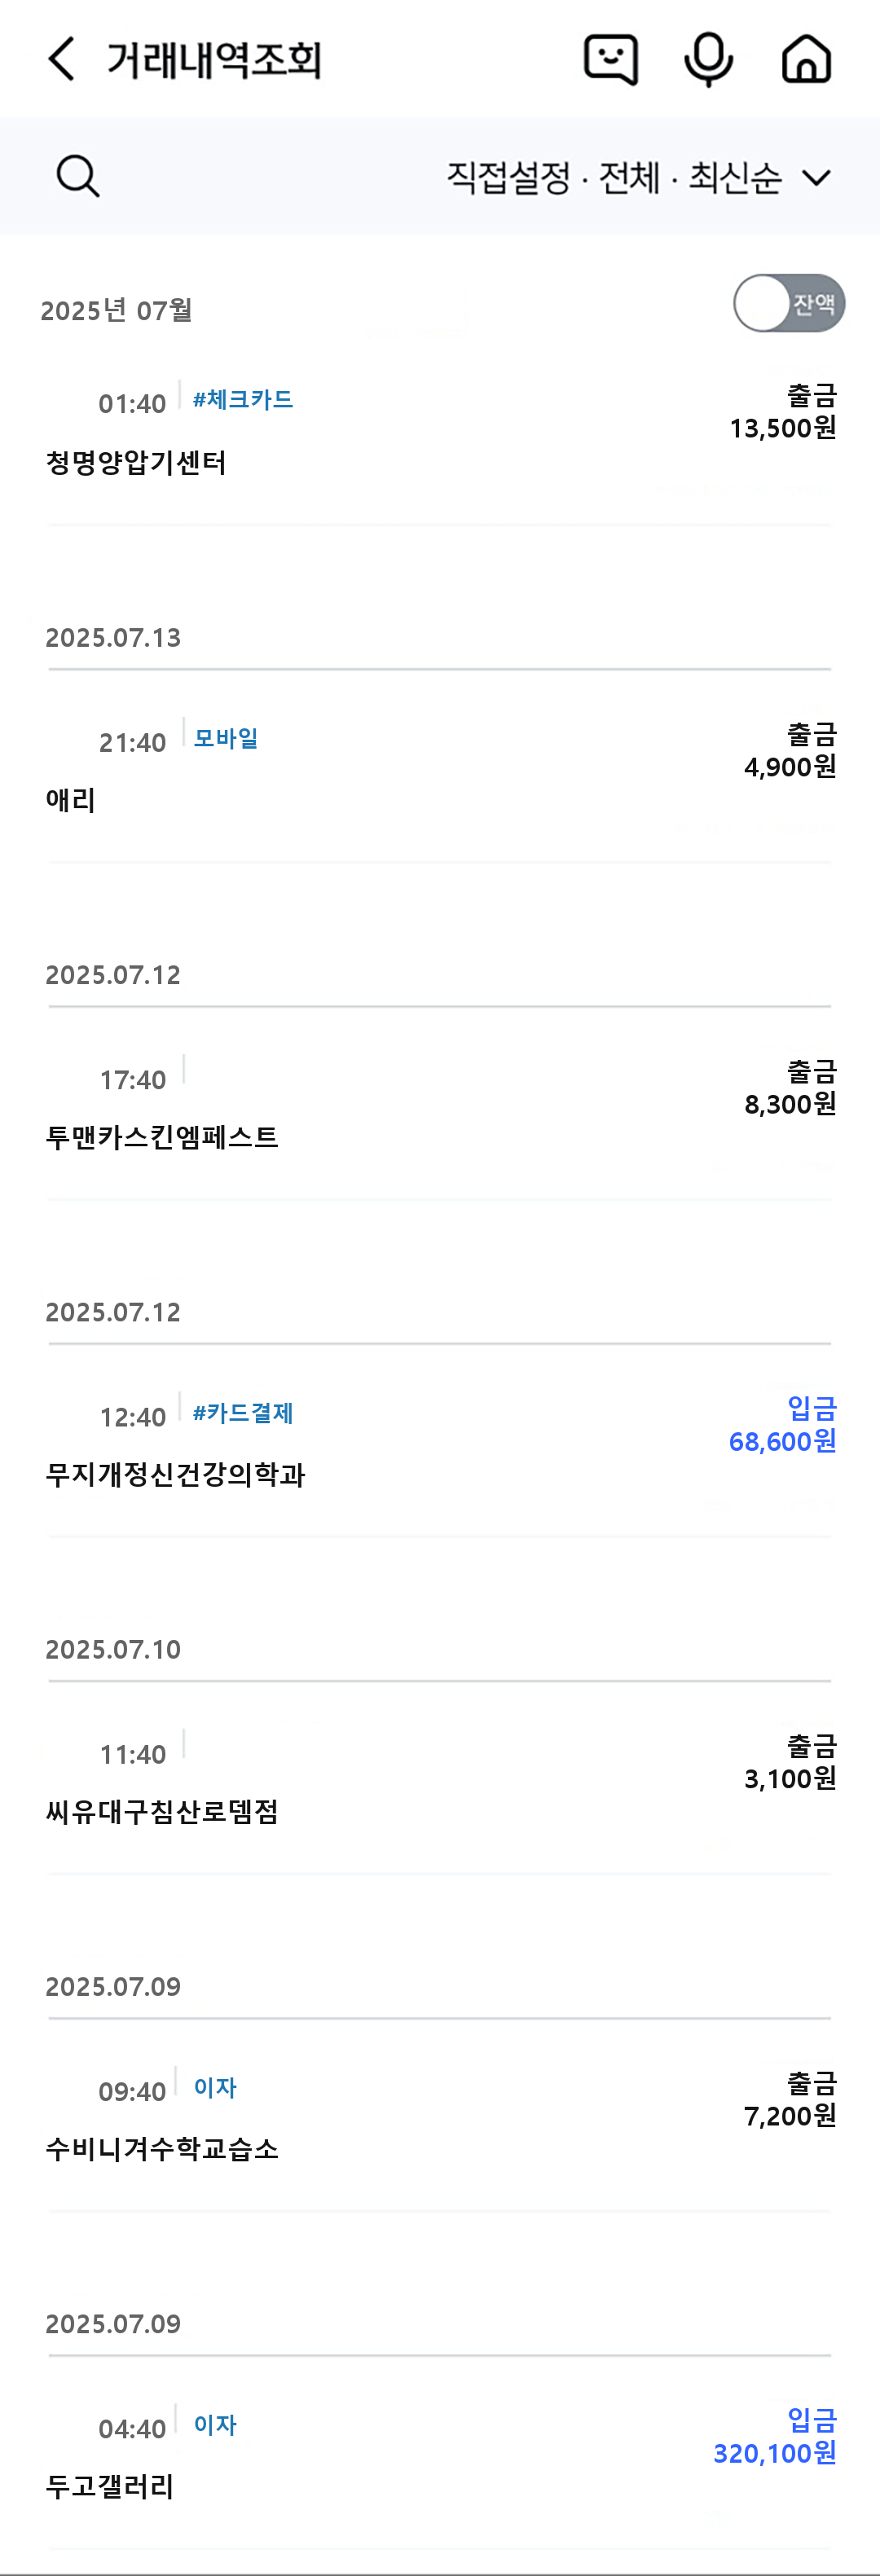 거래내역조회
직접설정 · 전체 · 최신순
2025년 07월
잔액
01:40 #체크카드
출금
13,500원
청명양압기센터
2025.07.13
21:40 모바일
출금
4,900원
애리
2025.07.12
17:40
출금
8,300원
투맨카스킨엠페스트
2025.07.12
12:40 #카드결제
입금
68,600원
무지개정신건강의학과
2025.07.10
11:40
출금
3,100원
씨유대구침산로뎀점
2025.07.09
09:40 이자
출금
7,200원
수비니겨수학교습소
2025.07.09
04:40 이자
입금
320,100원
두고갤러리